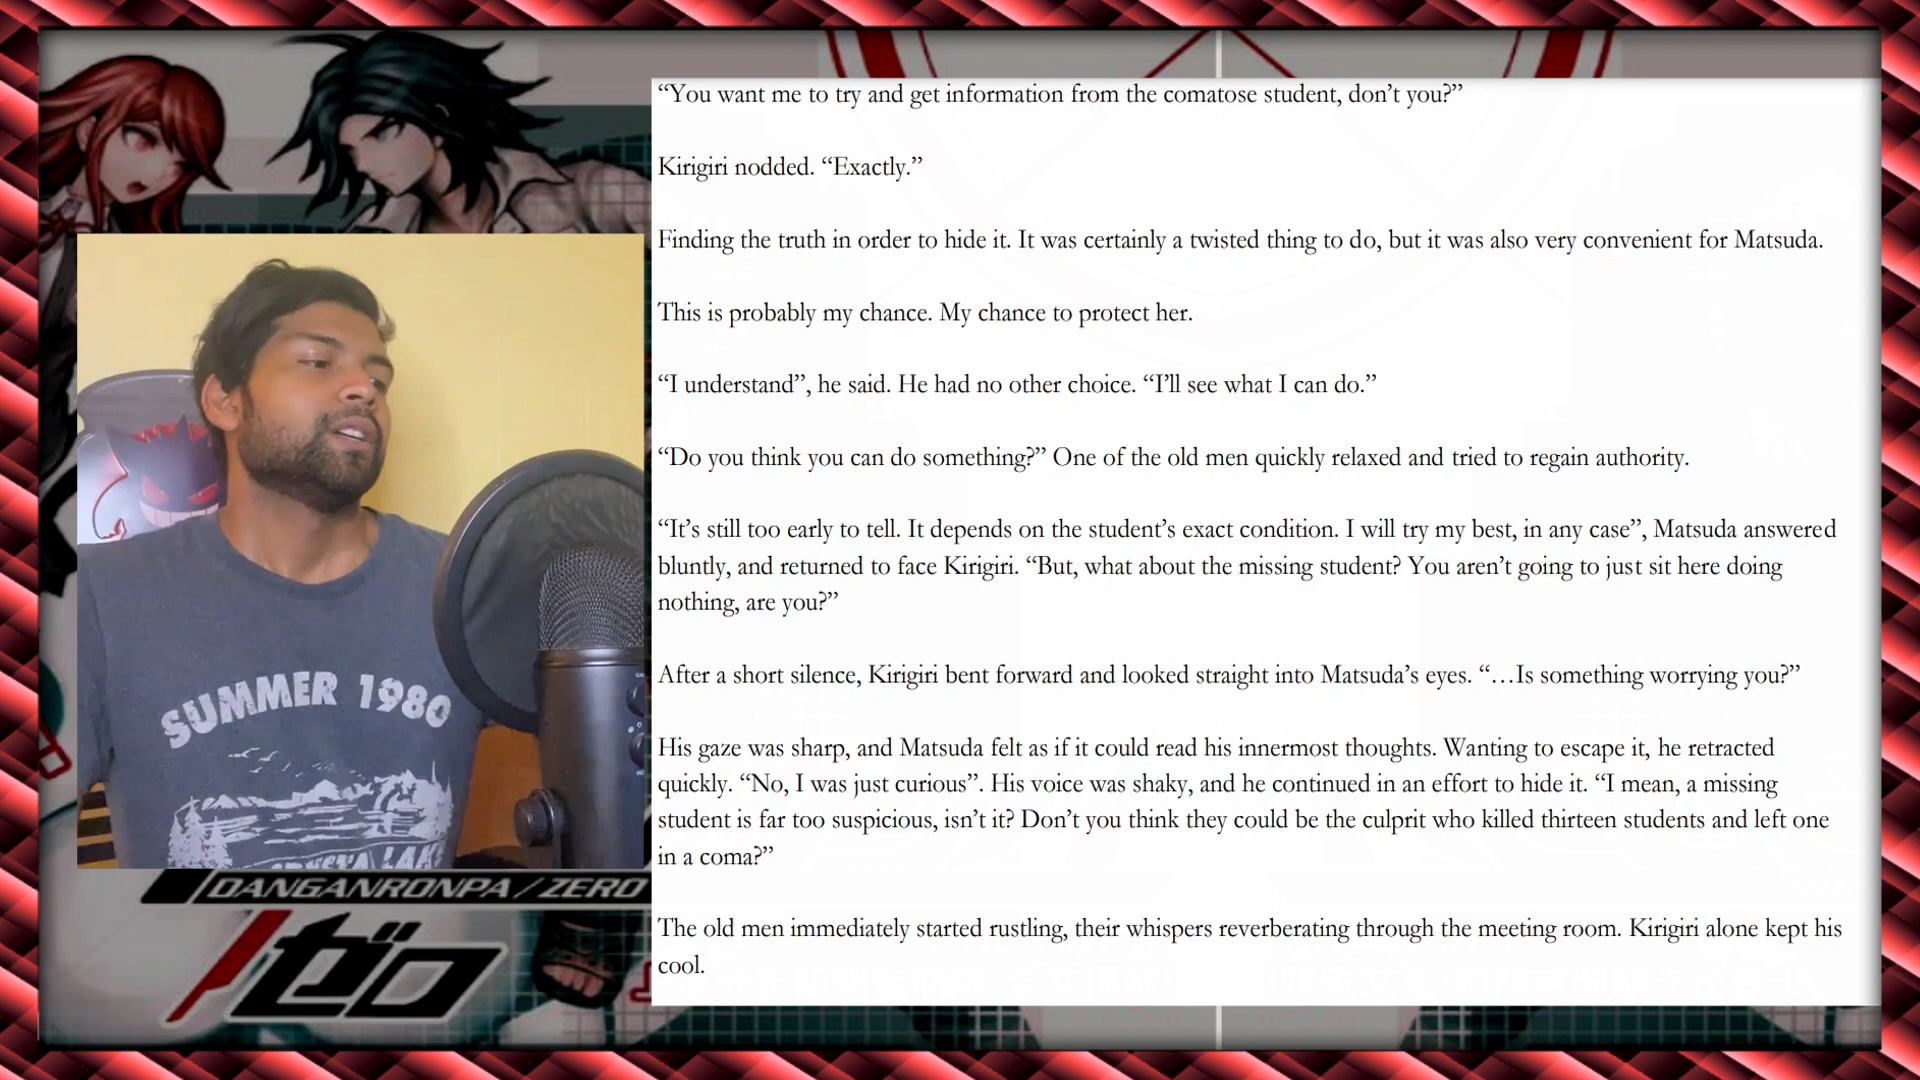 “You want me to try and get information from the comatose student, don’t you?”
Kirigiri nodded. “Exactly.”
Finding the truth in order to hide it. It was certainly a twisted thing to do, but it was also very convenient for Matsuda.
This is probably my chance. My chance to protect her.
“I understand”, he said. He had no other choice. “I’ll see what I can do.”
“Do you think you can do something?” One of the old men quickly relaxed and tried to regain authority.
“It’s still too early to tell. It depends on the student’s exact condition. I will try my best, in any case”, Matsuda answered
bluntly, and returned to face Kirigiri. “But, what about the missing student? You aren’t going to just sit here doing
nothing, are you?”
After a short silence, Kirigiri bent forward and looked straight into Matsuda’s eyes. “…Is something worrying you?”
His gaze was sharp, and Matsuda felt as if it could read his innermost thoughts. Wanting to escape it, he retracted
quickly. “No, I was just curious”. His voice was shaky, and he continued in an effort to hide it. “I mean, a missing
student is far too suspicious, isn’t it? Don’t you think they could be the culprit who killed thirteen students and left one
in a coma?”
The old men immediately started rustling, their whispers reverberating through the meeting room. Kirigiri alone kept his
cool.
SUMMER 1980
DANGANRONPA/ZERO
/ゼロ